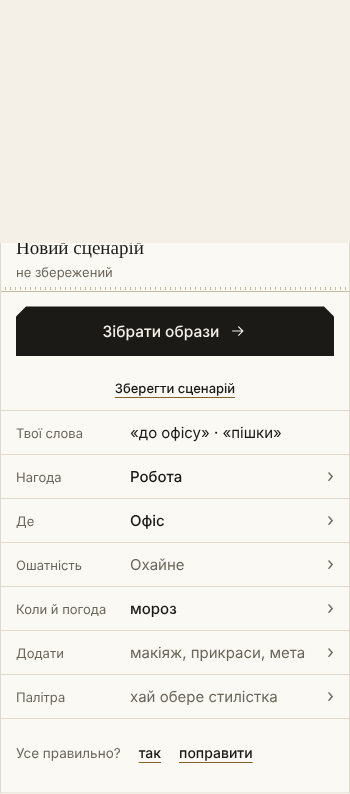 Новий сценарій
не збережений
Зібрати образи →
Зберегти сценарій
Твої слова «до офісу» · «пішки»
Нагода Робота
Де Офіс
Ошатність Охайне
Коли й погода мороз
Додати макіяж, прикраси, мета
Палітра хай обере стилістка
Усе правильно? так поправити